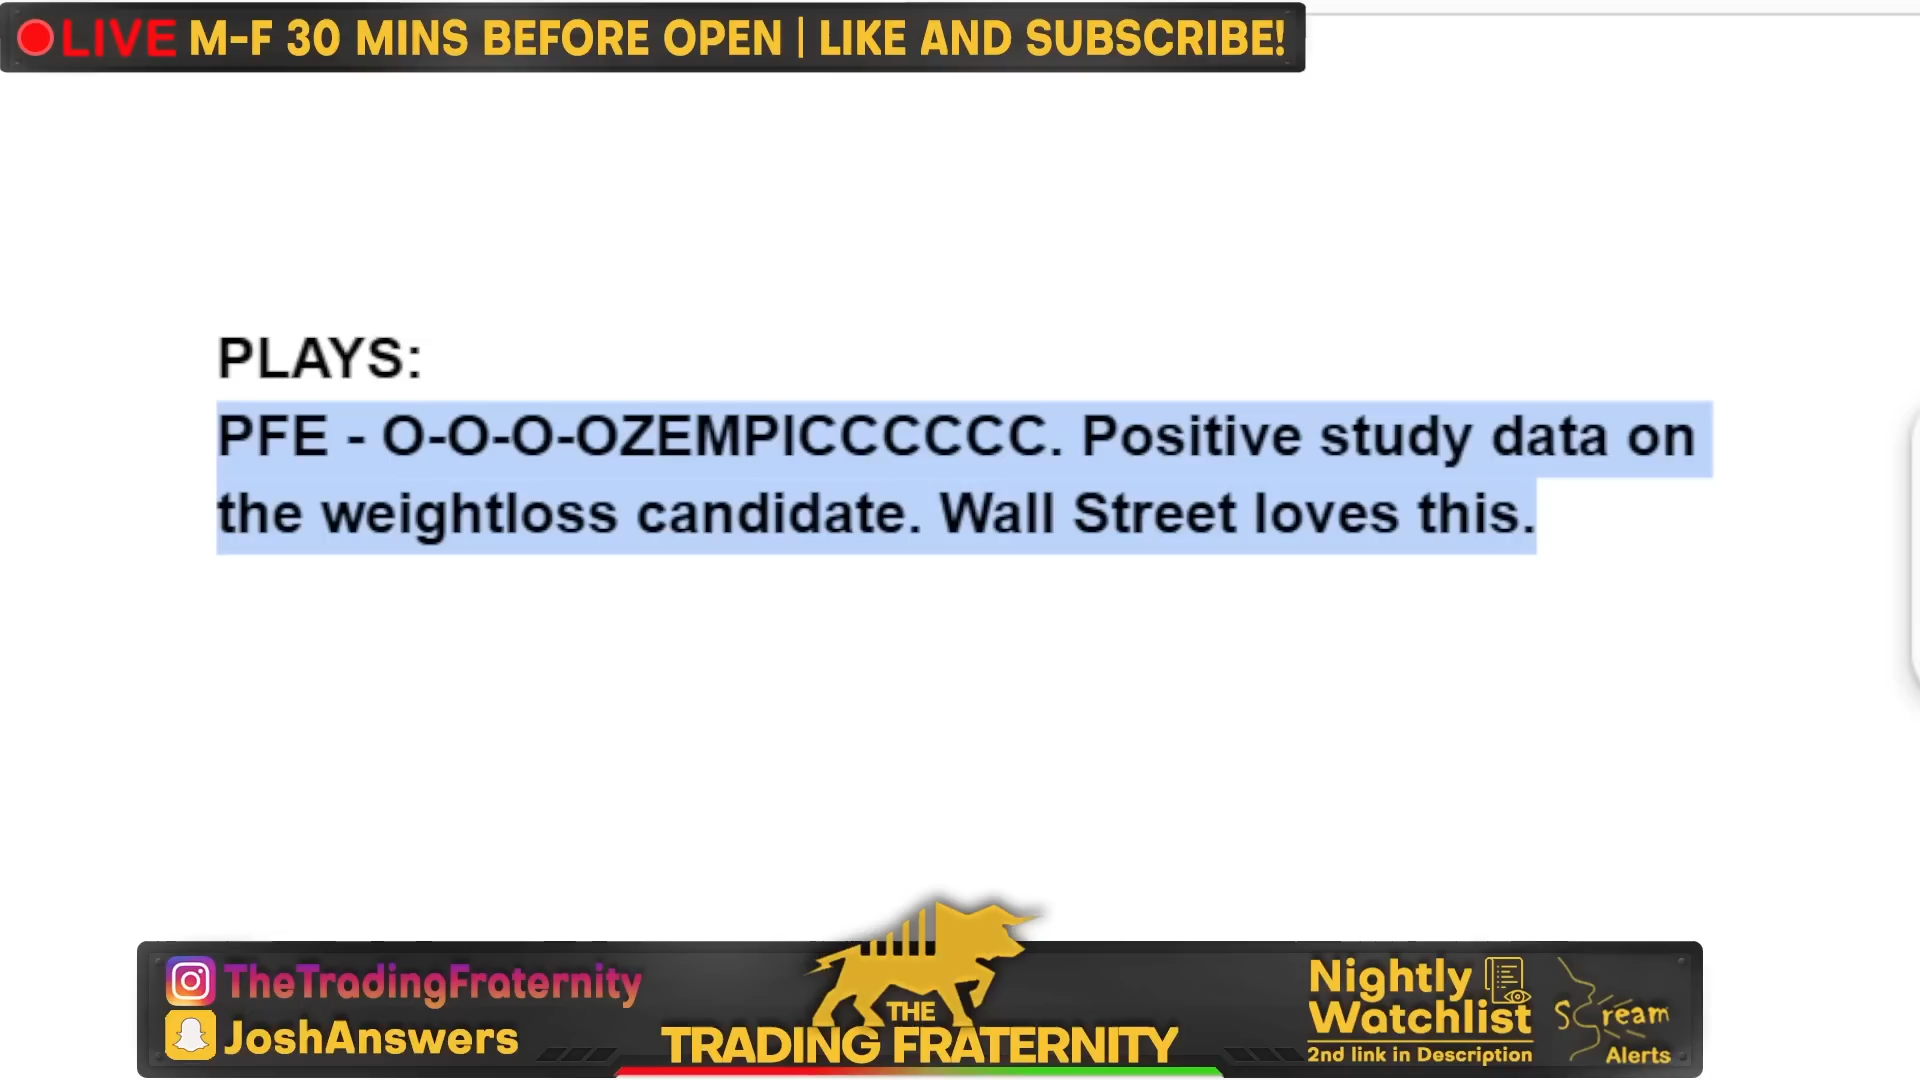 LIVE M-F 30 MINS BEFORE OPEN | LIKE AND SUBSCRIBE!
PLAYS:
PFE - O-O-O-OZEMPICCCCCC. Positive study data on
the weightloss candidate. Wall Street loves this.
TheTradingFraternity
JoshAnswers
THE
TRADING FRATERNITY
Nightly
Watchlist
2nd link in Description
Scream
Alerts